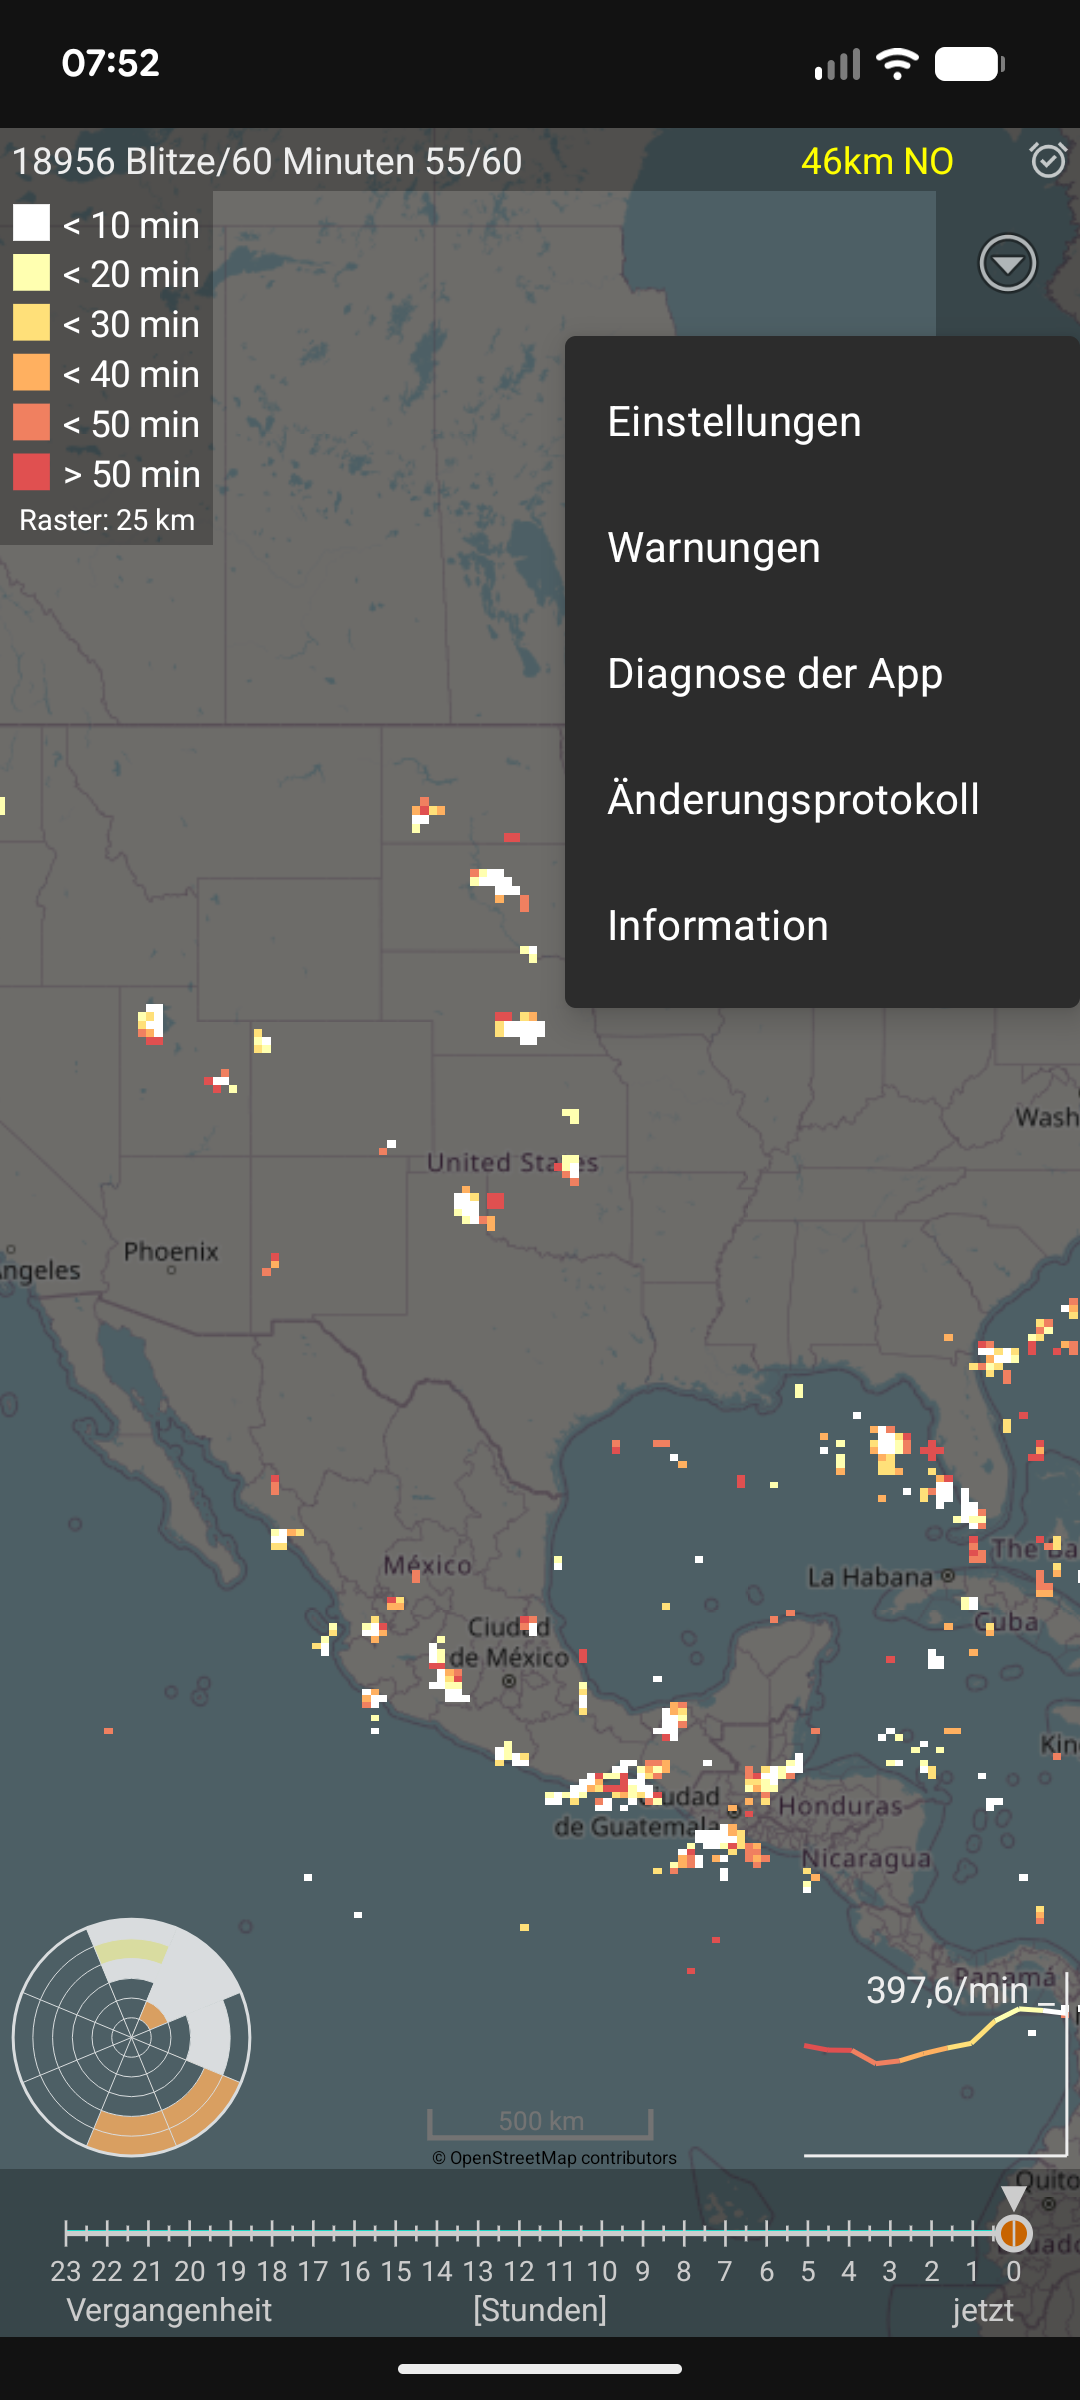 07:52
18956 Blitze/60 Minuten 55/60
46km NO
< 10 min
< 20 min
< 30 min
< 40 min
< 50 min
> 50 min
Raster: 25 km
Einstellungen
Warnungen
Diagnose der App
Änderungsprotokoll
Information
Wash
United States
Phoenix
ngeles
México
La Habana
The Ba
Cuba
Ciudad
de México
Kin
Ciudad
de Guatemala
Honduras
Nicaragua
Panamá
397,6/min
500 km
© OpenStreetMap contributors
Quito
cuado
23 22 21 20 19 18 17 16 15 14 13 12 11 10 9 8 7 6 5 4 3 2 1 0
Vergangenheit
[Stunden]
jetzt